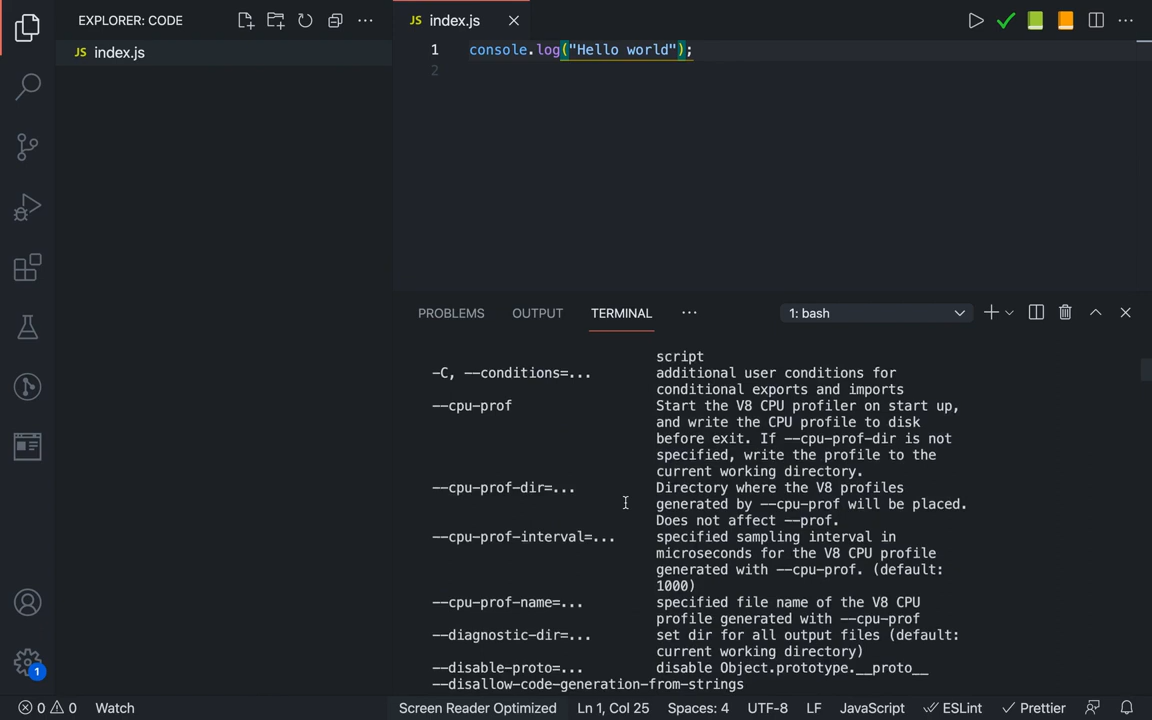 EXPLORER: CODE
JS index.js
JS index.js
1 console.log("Hello world");
2
PROBLEMS OUTPUT TERMINAL 1: bash
script
-C, --conditions=... additional user conditions for
conditional exports and imports
--cpu-prof Start the V8 CPU profiler on start up,
and write the CPU profile to disk
before exit. If --cpu-prof-dir is not
specified, write the profile to the
current working directory.
--cpu-prof-dir=... Directory where the V8 profiles
generated by --cpu-prof will be placed.
Does not affect --prof.
--cpu-prof-interval=... specified sampling interval in
microseconds for the V8 CPU profile
generated with --cpu-prof. (default:
1000)
--cpu-prof-name=... specified file name of the V8 CPU
profile generated with --cpu-prof
--diagnostic-dir=... set dir for all output files (default:
current working directory)
--disable-proto=... disable Object.prototype.__proto__
--disallow-code-generation-from-strings
1
0 0 Watch Screen Reader Optimized Ln 1, Col 25 Spaces: 4 UTF-8 LF JavaScript ESLint Prettier